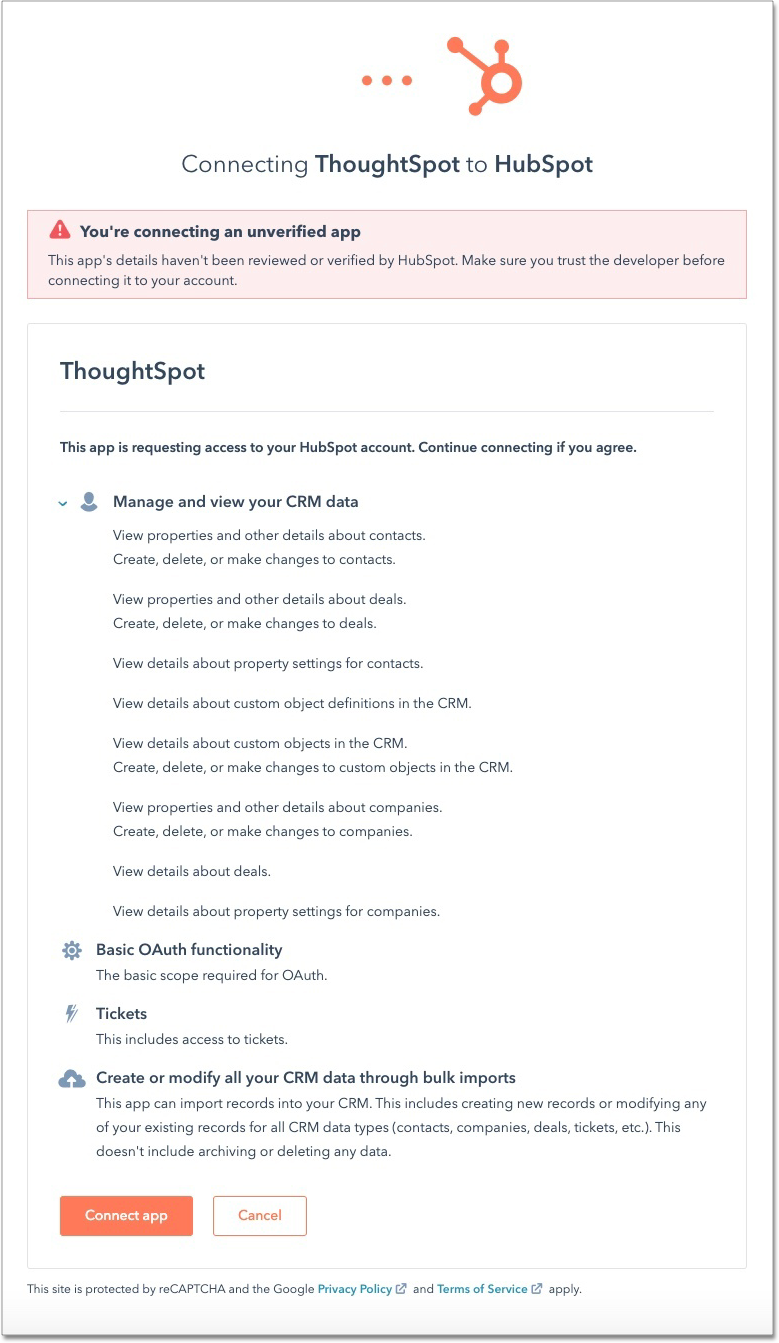 Connecting ThoughtSpot to HubSpot
You're connecting an unverified app
This app's details haven't been reviewed or verified by HubSpot. Make sure you trust the developer before
connecting it to your account.
ThoughtSpot
This app is requesting access to your HubSpot account. Continue connecting if you agree.
Manage and view your CRM data
View properties and other details about contacts.
Create, delete, or make changes to contacts.
View properties and other details about deals.
Create, delete, or make changes to deals.
View details about property settings for contacts.
View details about custom object definitions in the CRM.
View details about custom objects in the CRM.
Create, delete, or make changes to custom objects in the CRM.
View properties and other details about companies.
Create, delete, or make changes to companies.
View details about deals.
View details about property settings for companies.
Basic OAuth functionality
The basic scope required for OAuth.
Tickets
This includes access to tickets.
Create or modify all your CRM data through bulk imports
This app can import records into your CRM. This includes creating new records or modifying any
of your existing records for all CRM data types (contacts, companies, deals, tickets, etc.). This
doesn't include archiving or deleting any data.
Connect app Cancel
This site is protected by reCAPTCHA and the Google Privacy Policy and Terms of Service apply.